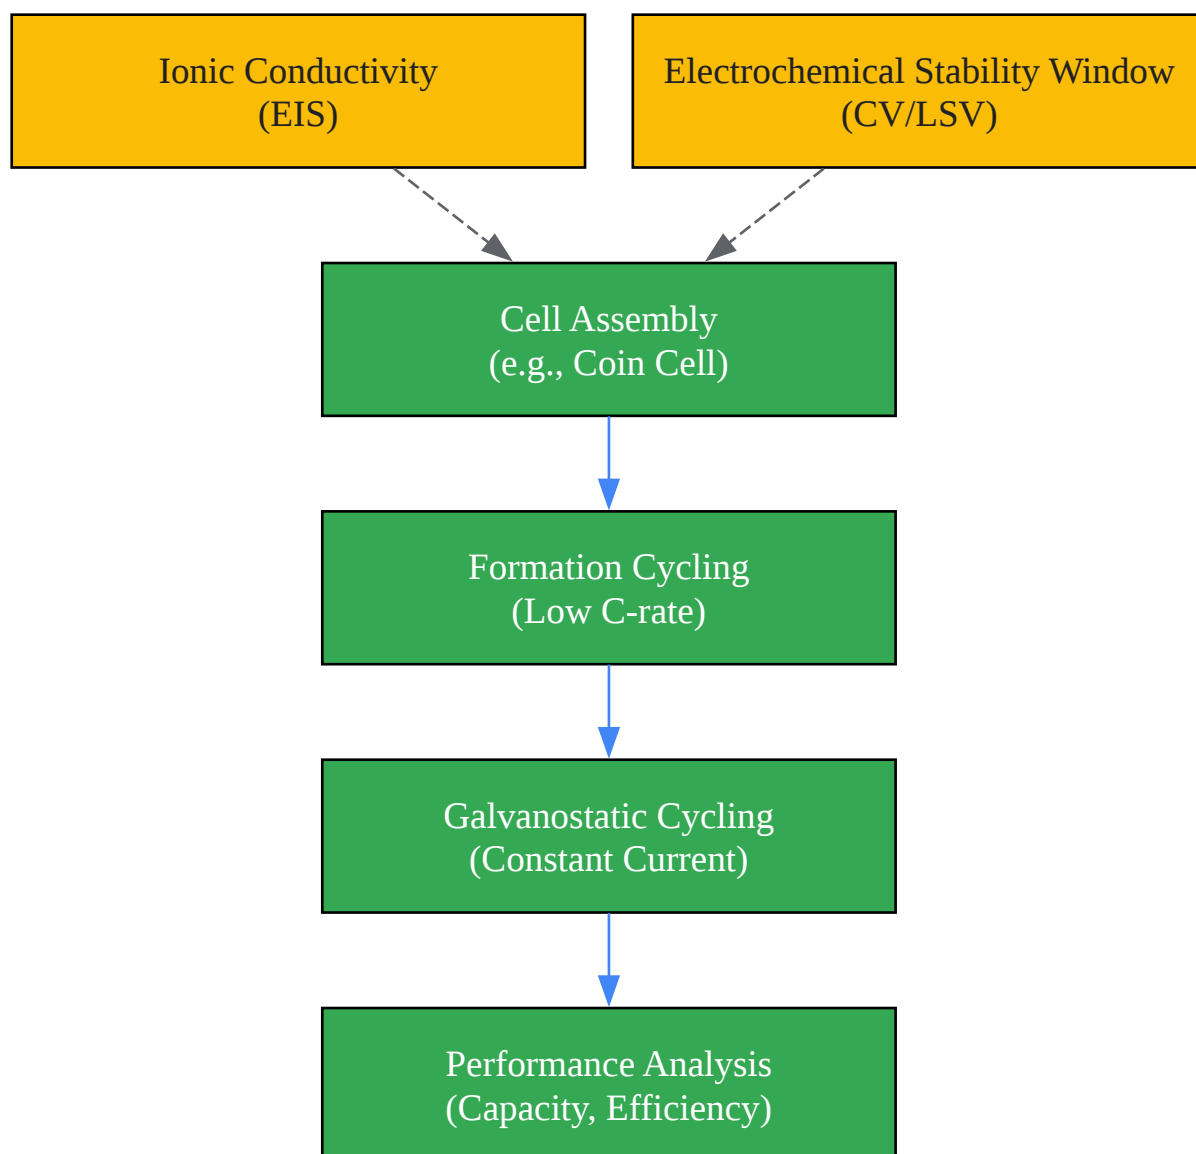 Ionic Conductivity
(EIS)
Electrochemical Stability Window
(CV/LSV)
Cell Assembly
(e.g., Coin Cell)
Formation Cycling
(Low C-rate)
Galvanostatic Cycling
(Constant Current)
Performance Analysis
(Capacity, Efficiency)